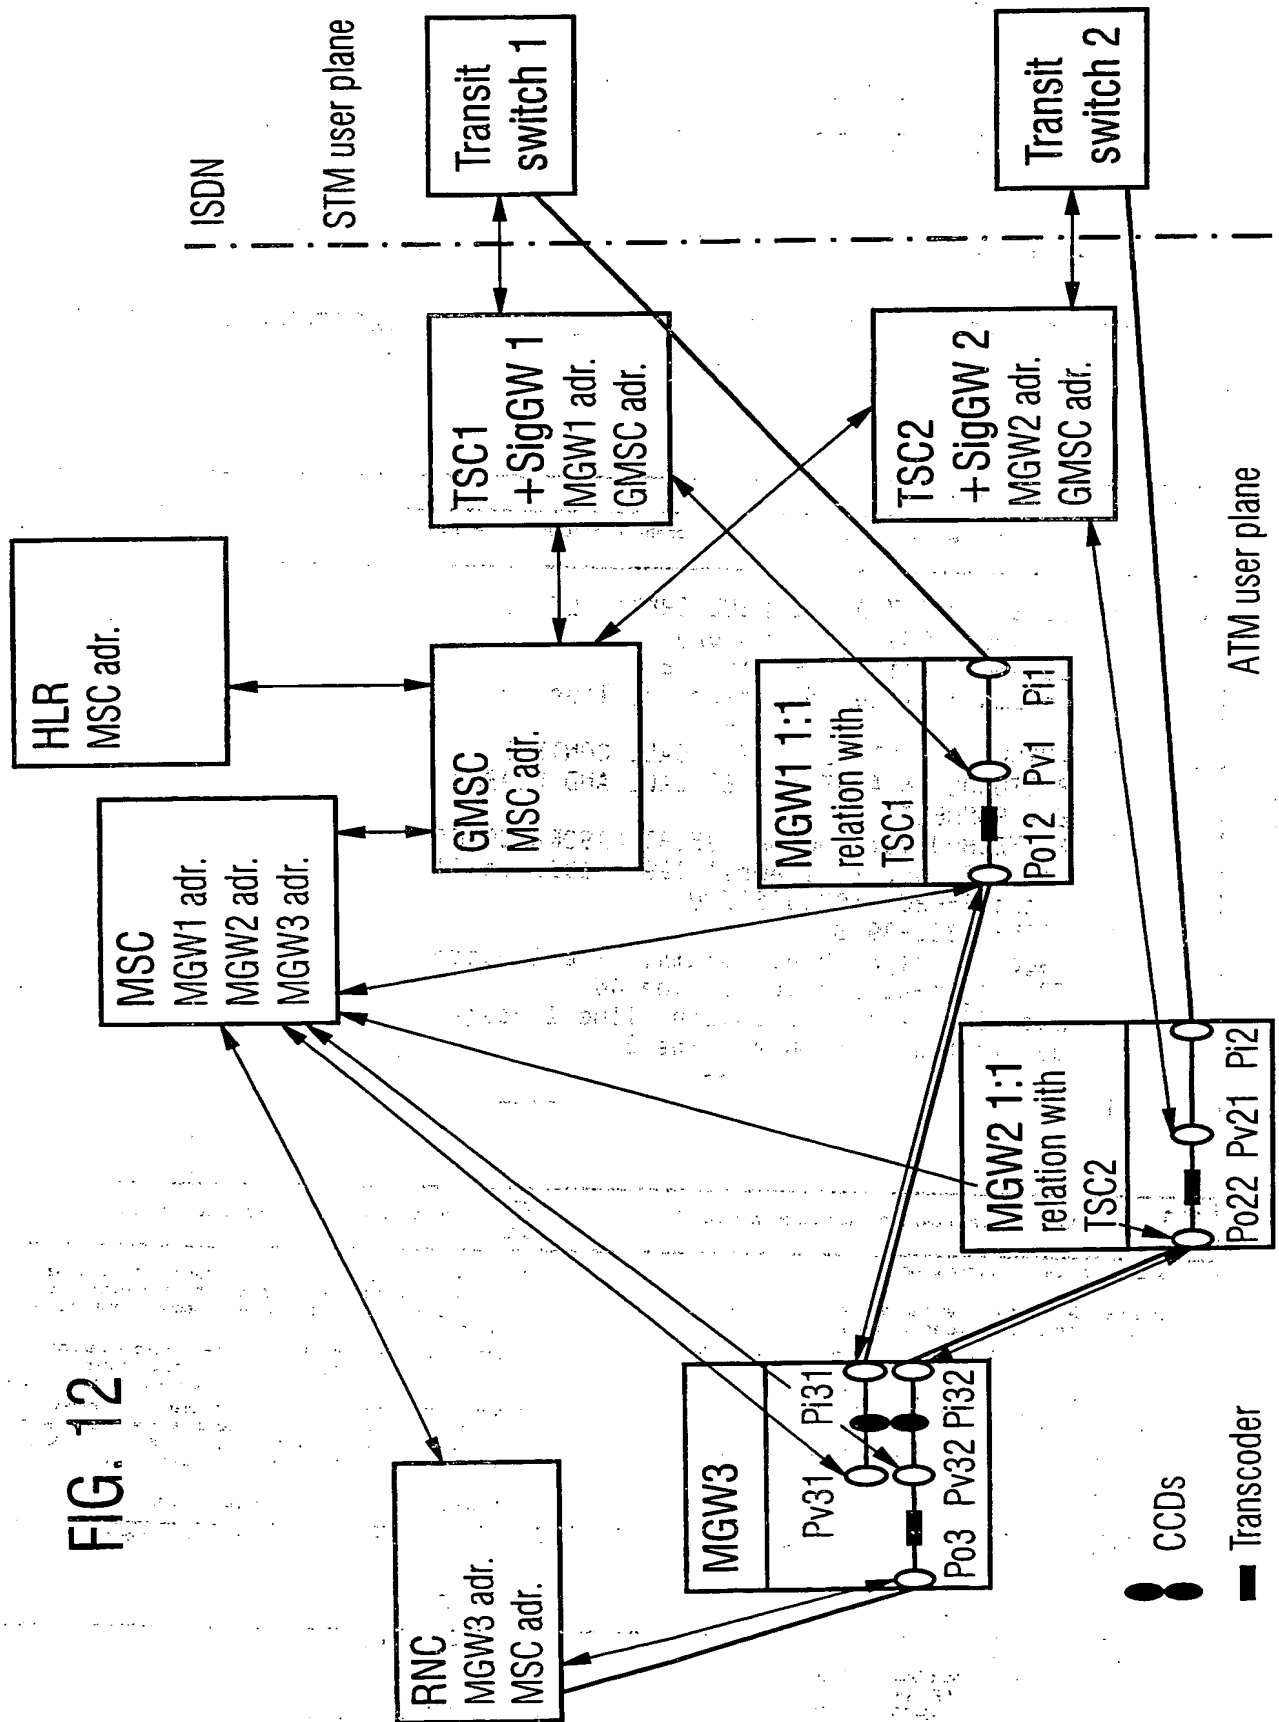 FIG. 12
ISDN
STM user plane
Transit
switch 1
Transit
switch 2
HLR
MSC adr.
TSC1
+SigGW 1
MGW1 adr.
GMSC adr.
TSC2
+SigGW 2
MGW2 adr.
GMSC adr.
MSC
MGW1 adr.
MGW2 adr.
MGW3 adr.
GMSC
MSC adr.
MGW1 1:1
relation with
TSC1
Po12 Pv1 Pi1
MGW2 1:1
relation with
TSC2
Po22 Pv21 Pi2
ATM user plane
RNC
MGW3 adr.
MSC adr.
MGW3
Pv31 Pi31
Po3 Pv32 Pi32
CCDs
Transcoder